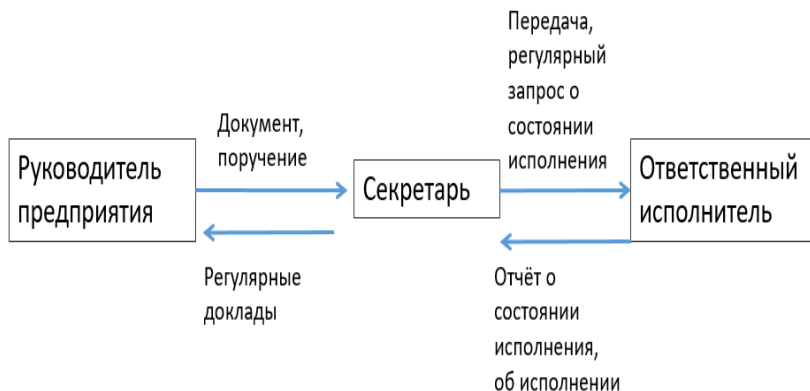 Руководитель
предприятия
Документ,
поручение
Регулярные
доклады
Секретарь
Передача,
регулярный
запрос о
состоянии
исполнения
Отчёт о
состоянии
исполнения,
об исполнении
Ответственный
исполнитель